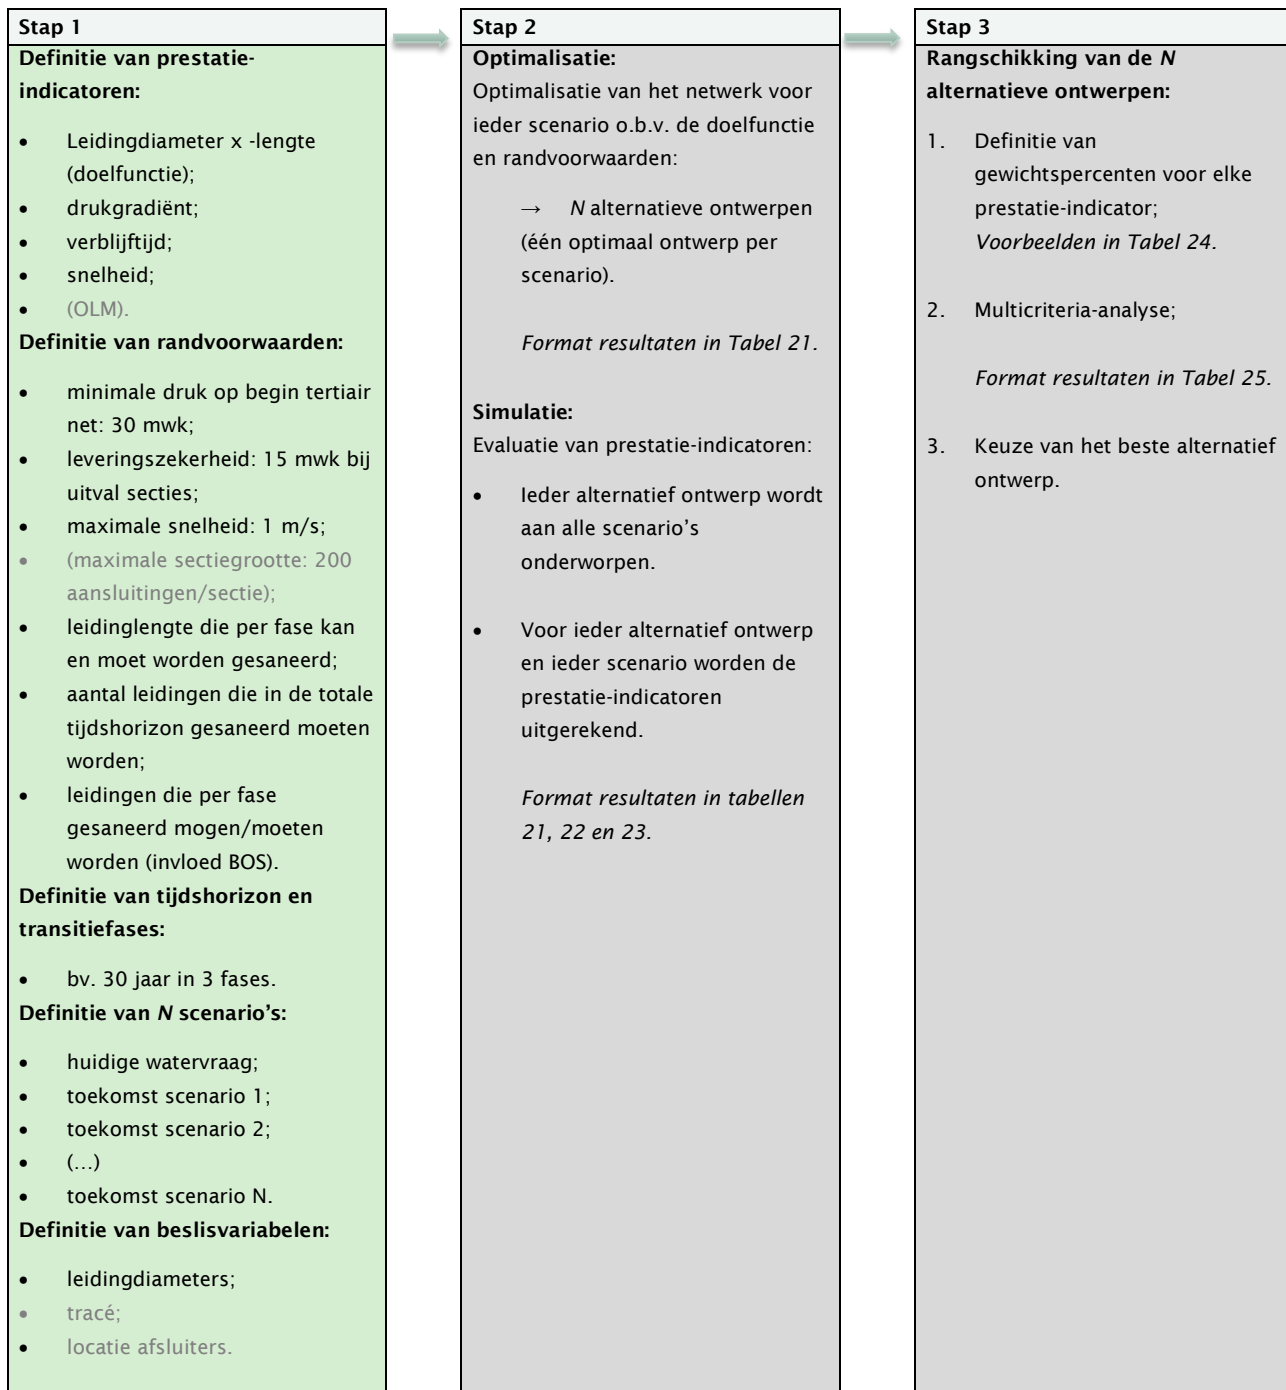 Stap 1
Definitie van prestatie-
indicatoren:
• Leidingdiameter x -lengte
(doelfunctie);
• drukgradiënt;
• verblijftijd;
• snelheid;
• (OLM).
Definitie van randvoorwaarden:
• minimale druk op begin tertiair
net: 30 mwk;
• leveringszekerheid: 15 mwk bij
uitval secties;
• maximale snelheid: 1 m/s;
• (maximale sectiegrootte: 200
aansluitingen/sectie);
• leidinglengte die per fase kan
en moet worden gesaneerd;
• aantal leidingen die in de totale
tijdshorizon gesaneerd moeten
worden;
• leidingen die per fase
gesaneerd mogen/moeten
worden (invloed BOS).
Definitie van tijdshorizon en
transitiefases:
• bv. 30 jaar in 3 fases.
Definitie van N scenario's:
• huidige watervraag;
• toekomst scenario 1;
• toekomst scenario 2;
• (...)
• toekomst scenario N.
Definitie van beslisvariabelen:
• leidingdiameters;
• tracé;
• locatie afsluiters.
Stap 2
Optimalisatie:
Optimalisatie van het netwerk voor
ieder scenario o.b.v. de doelfunctie
en randvoorwaarden:
→ N alternatieve ontwerpen
(één optimaal ontwerp per
scenario).
Format resultaten in Tabel 21.
Simulatie:
Evaluatie van prestatie-indicatoren:
• Ieder alternatief ontwerp wordt
aan alle scenario's
onderworpen.
• Voor ieder alternatief ontwerp
en ieder scenario worden de
prestatie-indicatoren
uitgerekend.
Format resultaten in tabellen
21, 22 en 23.
Stap 3
Rangschikking van de N
alternatieve ontwerpen:
1. Definitie van
gewichtspercenten voor elke
prestatie-indicator;
Voorbeelden in Tabel 24.
2. Multicriteria-analyse;
Format resultaten in Tabel 25.
3. Keuze van het beste alternatief
ontwerp.